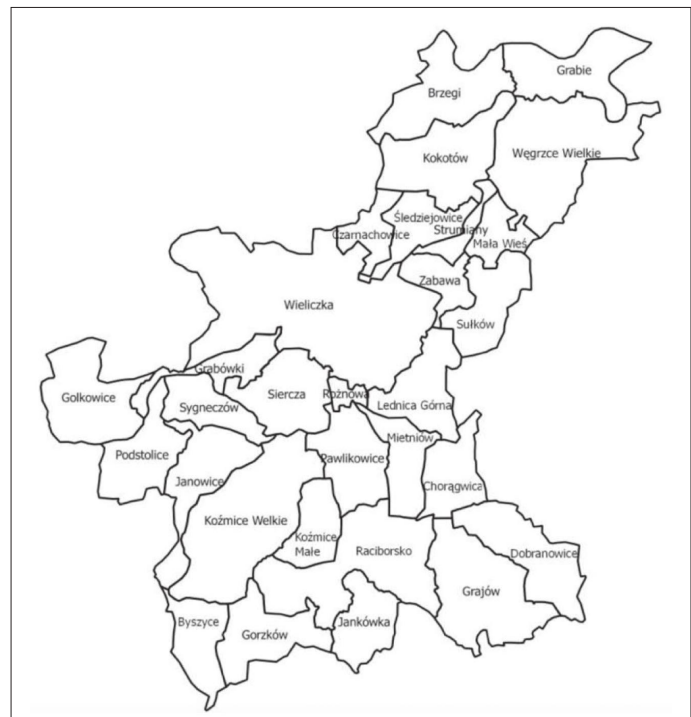 Grabie
Brzegi
Kokotów
Węgrzce Wielkie
Śledziejowice
Strumiany
Czarnachowice
Mała Wieś
Zabawa
Wieliczka
Sułków
Grabówki
Golkowice
Siercza
Rożnowa
Sygneczów
Lednica Górna
Mietniów
Podstolice
Pawlikowice
Janowice
Chorągwica
Koźmice Welkie
Koźmice
Małe
Raciborsko
Dobranowice
Grajów
Byszyce
Jankówka
Gorzków